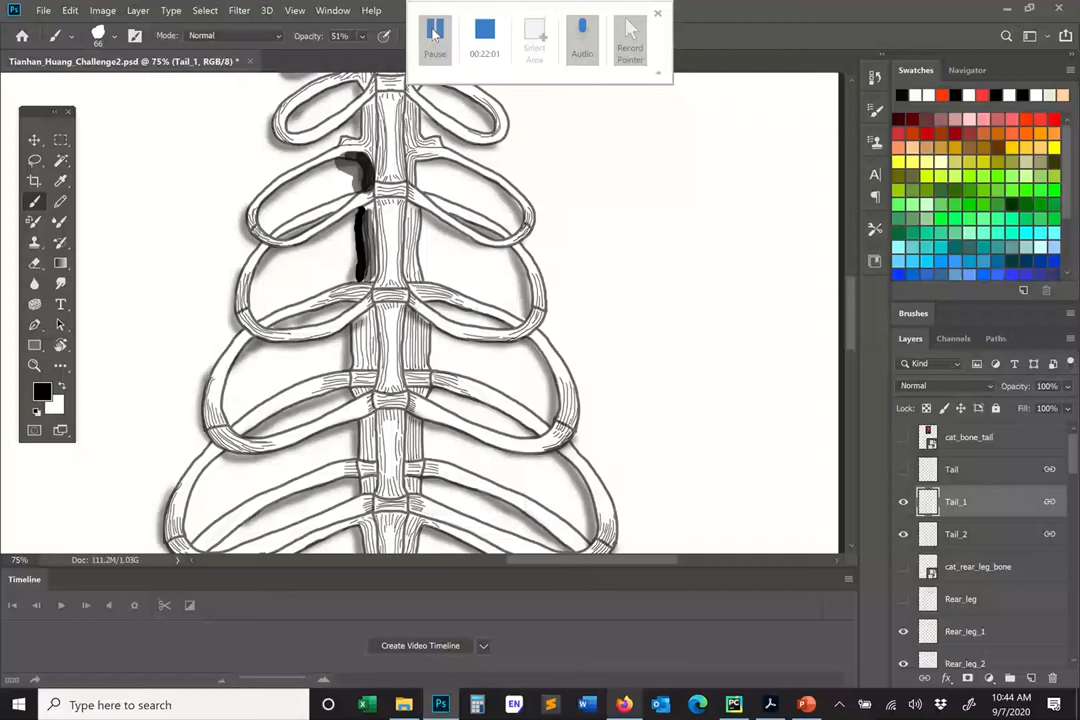 File Edit Image Layer Type Select Filter 3D View Window Help
Pause
00:22:01
Select Area
Audio
Record Pointer
66
Mode: Normal
Opacity: 51%
Tianhan_Huang_Challenge2.psd @ 75% (Tail_1, RGB/8) *
Swatches Navigator
Brushes
Layers Channels Paths
Kind
Normal
Opacity: 100%
Lock:
Fill: 100%
cat_bone_tail
Tail
Tail_1
Tail_2
cat_rear_leg_bone
Rear_leg
Rear_leg_1
Rear_leg_2
75%
Doc: 111.2M/1.03G
Timeline
Create Video Timeline
Type here to search
10:44 AM
9/7/2020